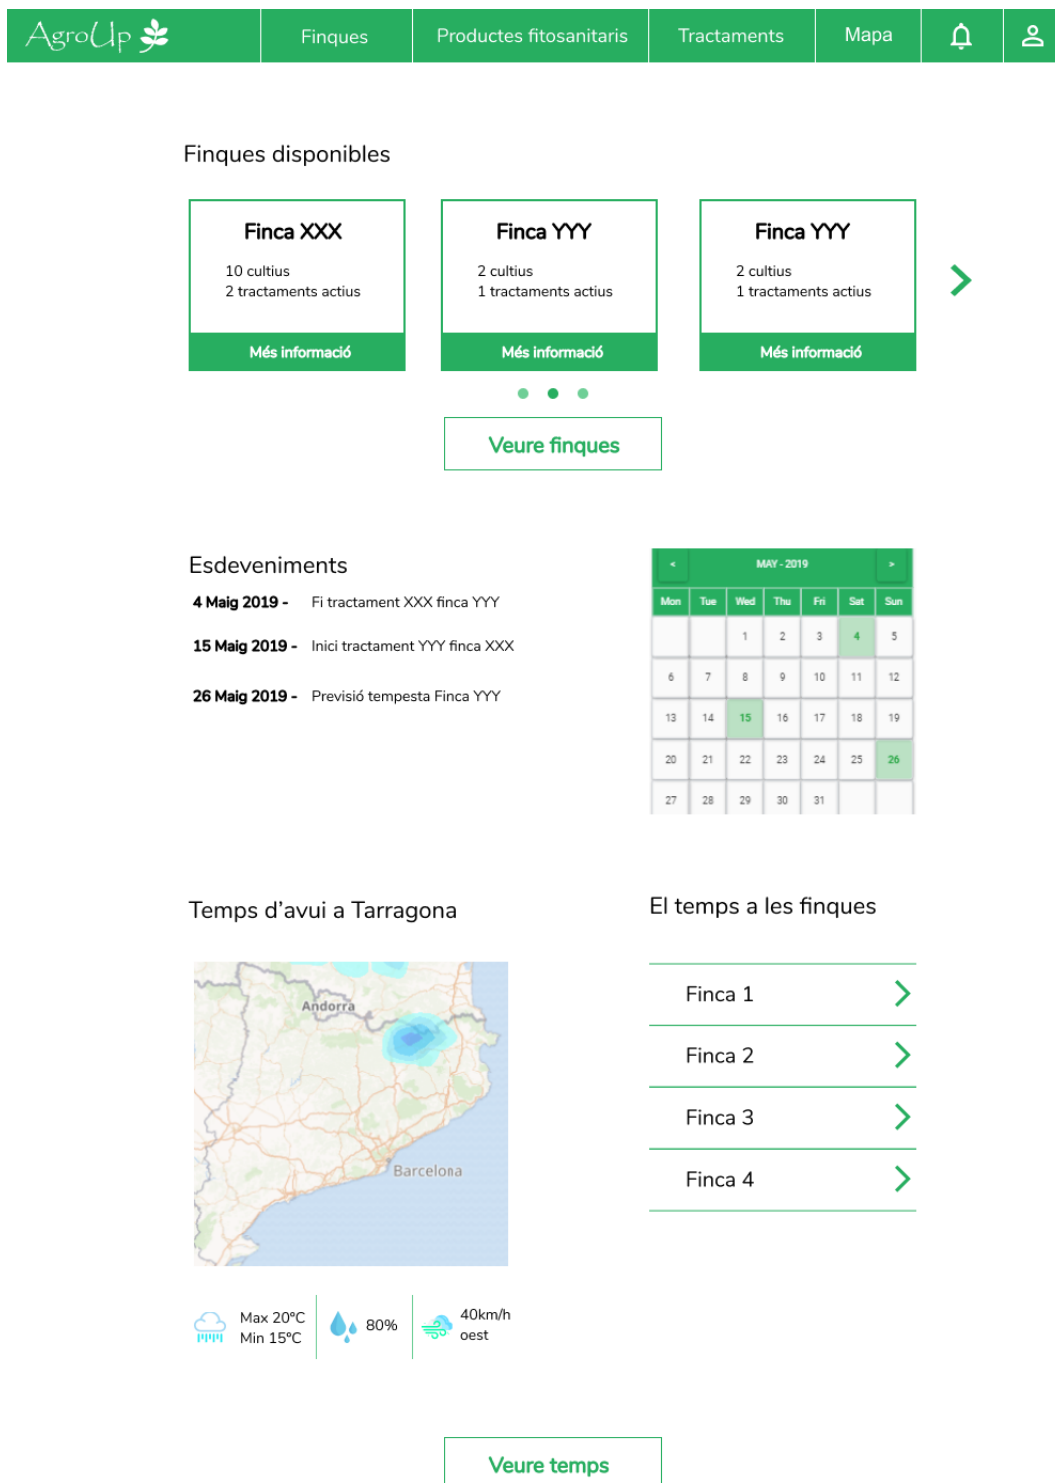 AgroUp
Finques
Productes fitosanitaris
Tractaments
Mapa
Finques disponibles
Finca XXX
10 cultius
2 tractaments actius
Més informació
Finca YYY
2 cultius
1 tractaments actius
Més informació
Finca YYY
2 cultius
1 tractaments actius
Més informació
Veure finques
Esdeveniments
4 Maig 2019 - Fi tractament XXX finca YYY
15 Maig 2019 - Inici tractament YYY finca XXX
26 Maig 2019 - Previsió tempesta Finca YYY
< MAY - 2019 >
Mon Tue Wed Thu Fri Sat Sun
1 2 3 4 5
6 7 8 9 10 11 12
13 14 15 16 17 18 19
20 21 22 23 24 25 26
27 28 29 30 31
Temps d'avui a Tarragona
Andorra
Barcelona
Max 20ºC
Min 15ºC
80%
40km/h
oest
El temps a les finques
Finca 1
Finca 2
Finca 3
Finca 4
Veure temps